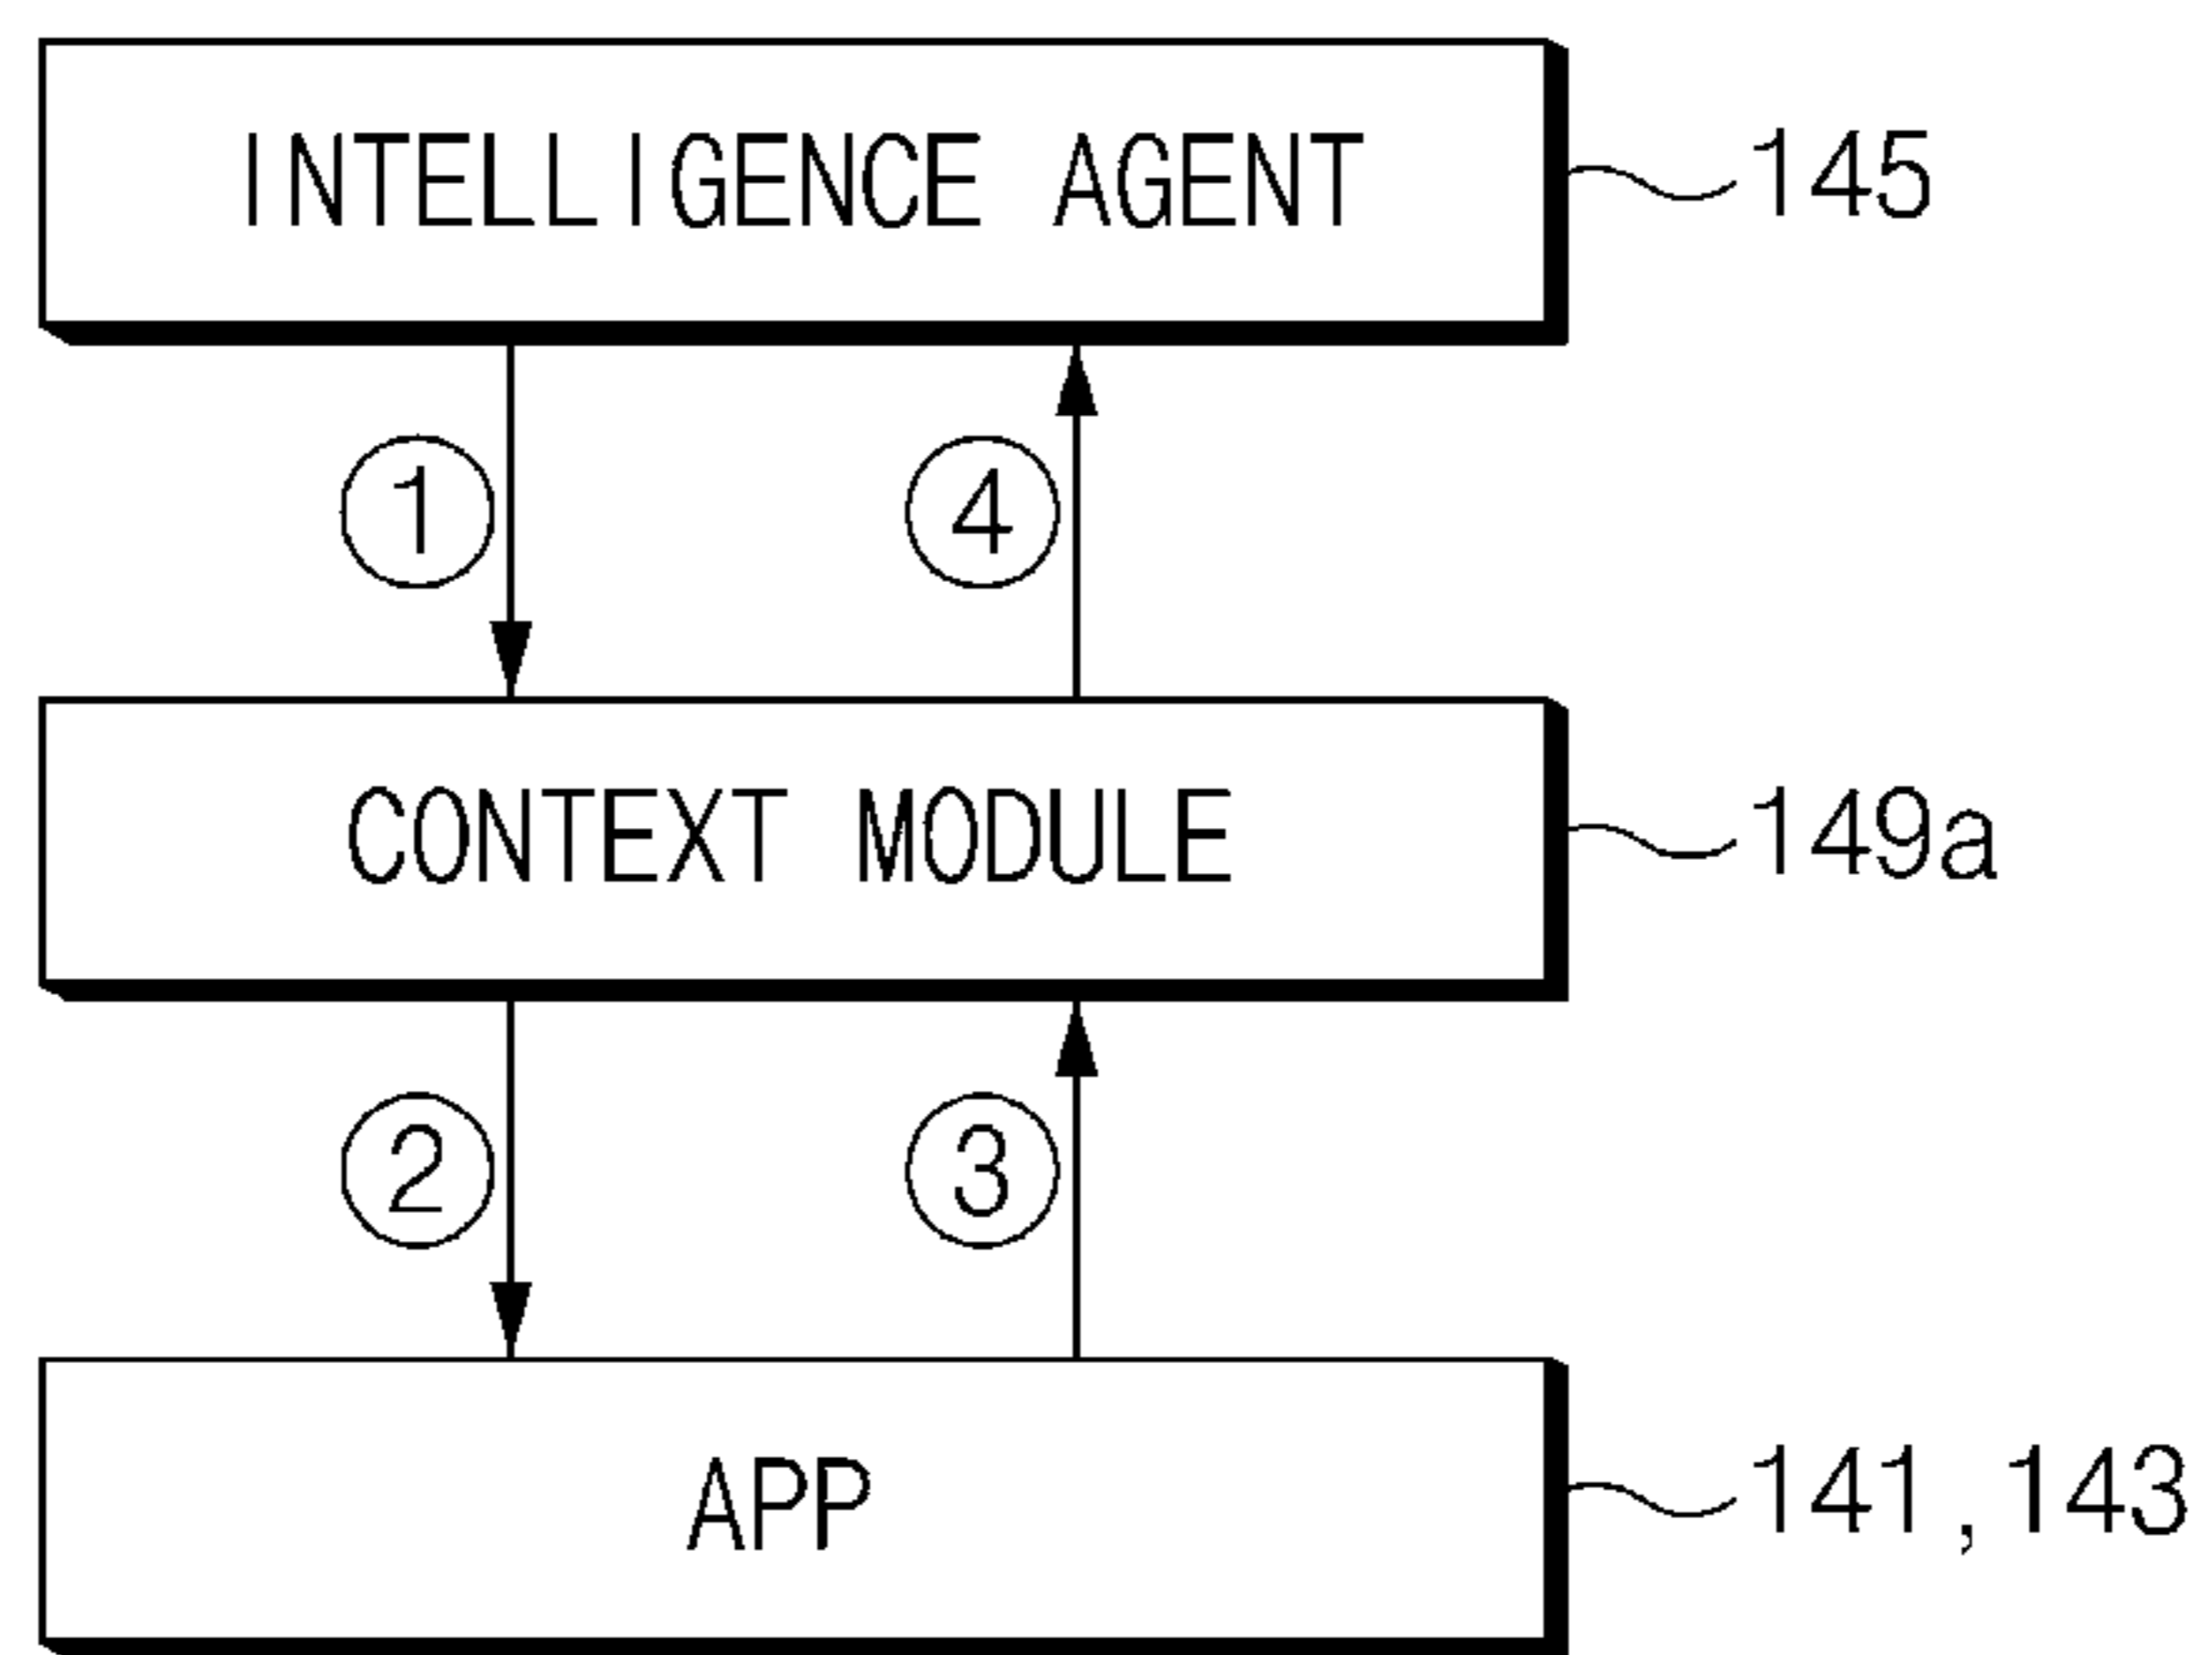 INTELLIGENCE AGENT 145
① ④
CONTEXT MODULE 149a
② ③
APP 141,143